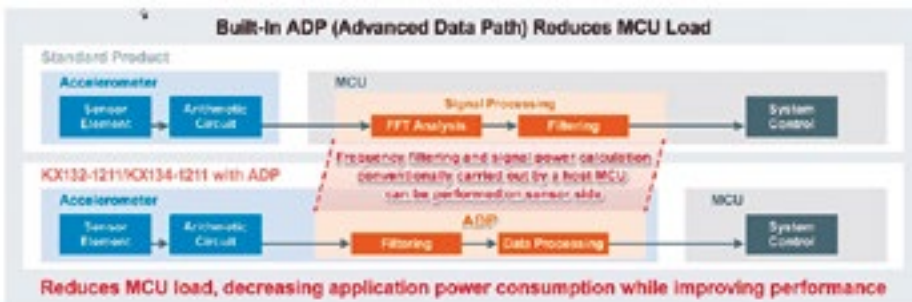 Built-In ADP (Advanced Data Path) Reduces MCU Load
Standard Product
Accelerometer
MCU
Signal Processing
Sensor
Element
Arithmetic
Circuit
FFT Analysis
Filtering
System
Control
Frequency filtering and signal power calculation
conventionally carried out by a host MCU
can be performed on sensor side.
KX132-1211/KX134-1211 with ADP
Accelerometer
ADP
MCU
Sensor
Element
Arithmetic
Circuit
Filtering
Data Processing
System
Control
Reduces MCU load, decreasing application power consumption while improving performance